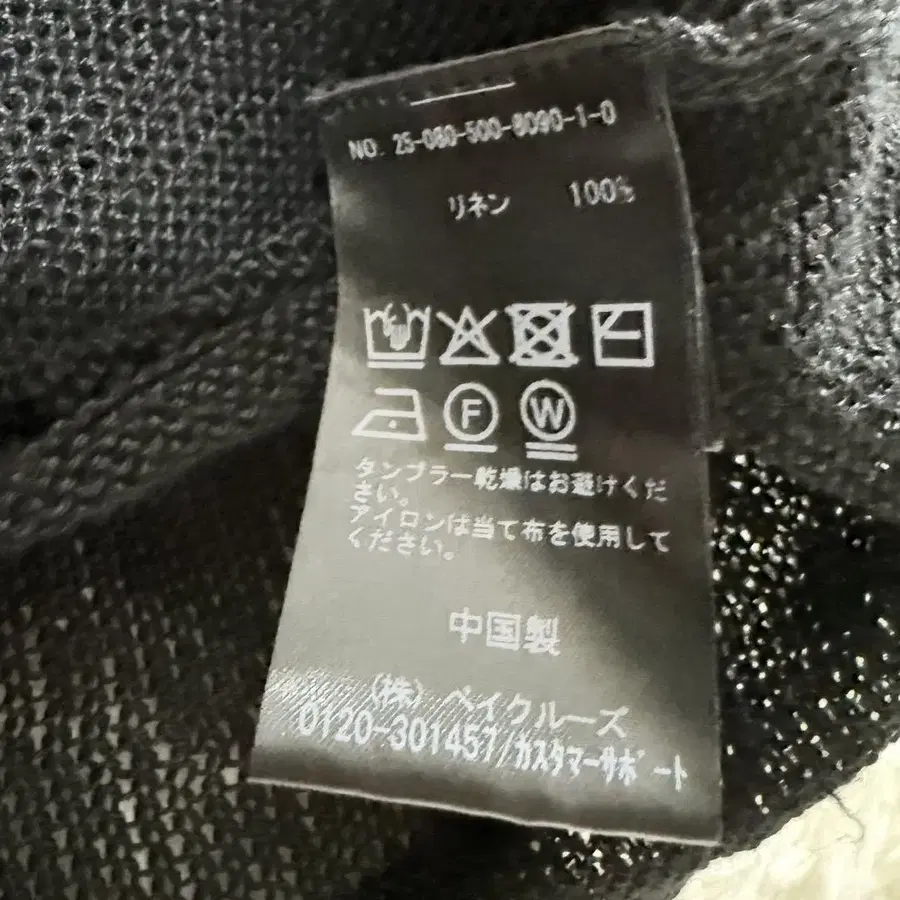 NO. 25-080-500-8090-1-0
リネン 100%
F W
タンブラー乾燥はお避けくだ
さい。
アイロンは当て布を使用して
ください。
中国製
(株) ベイクルーズ
0120-301457/カスタマーサポート